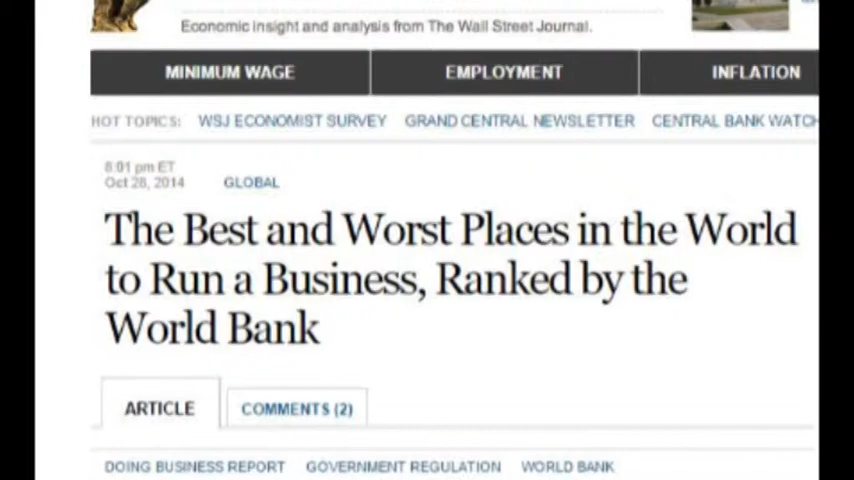 Economic insight and analysis from The Wall Street Journal.
MINIMUM WAGE EMPLOYMENT INFLATION
HOT TOPICS: WSJ ECONOMIST SURVEY GRAND CENTRAL NEWSLETTER CENTRAL BANK WATCH
8:01 pm ET
Oct 28, 2014 GLOBAL
The Best and Worst Places in the World
to Run a Business, Ranked by the
World Bank
ARTICLE COMMENTS (2)
DOING BUSINESS REPORT GOVERNMENT REGULATION WORLD BANK